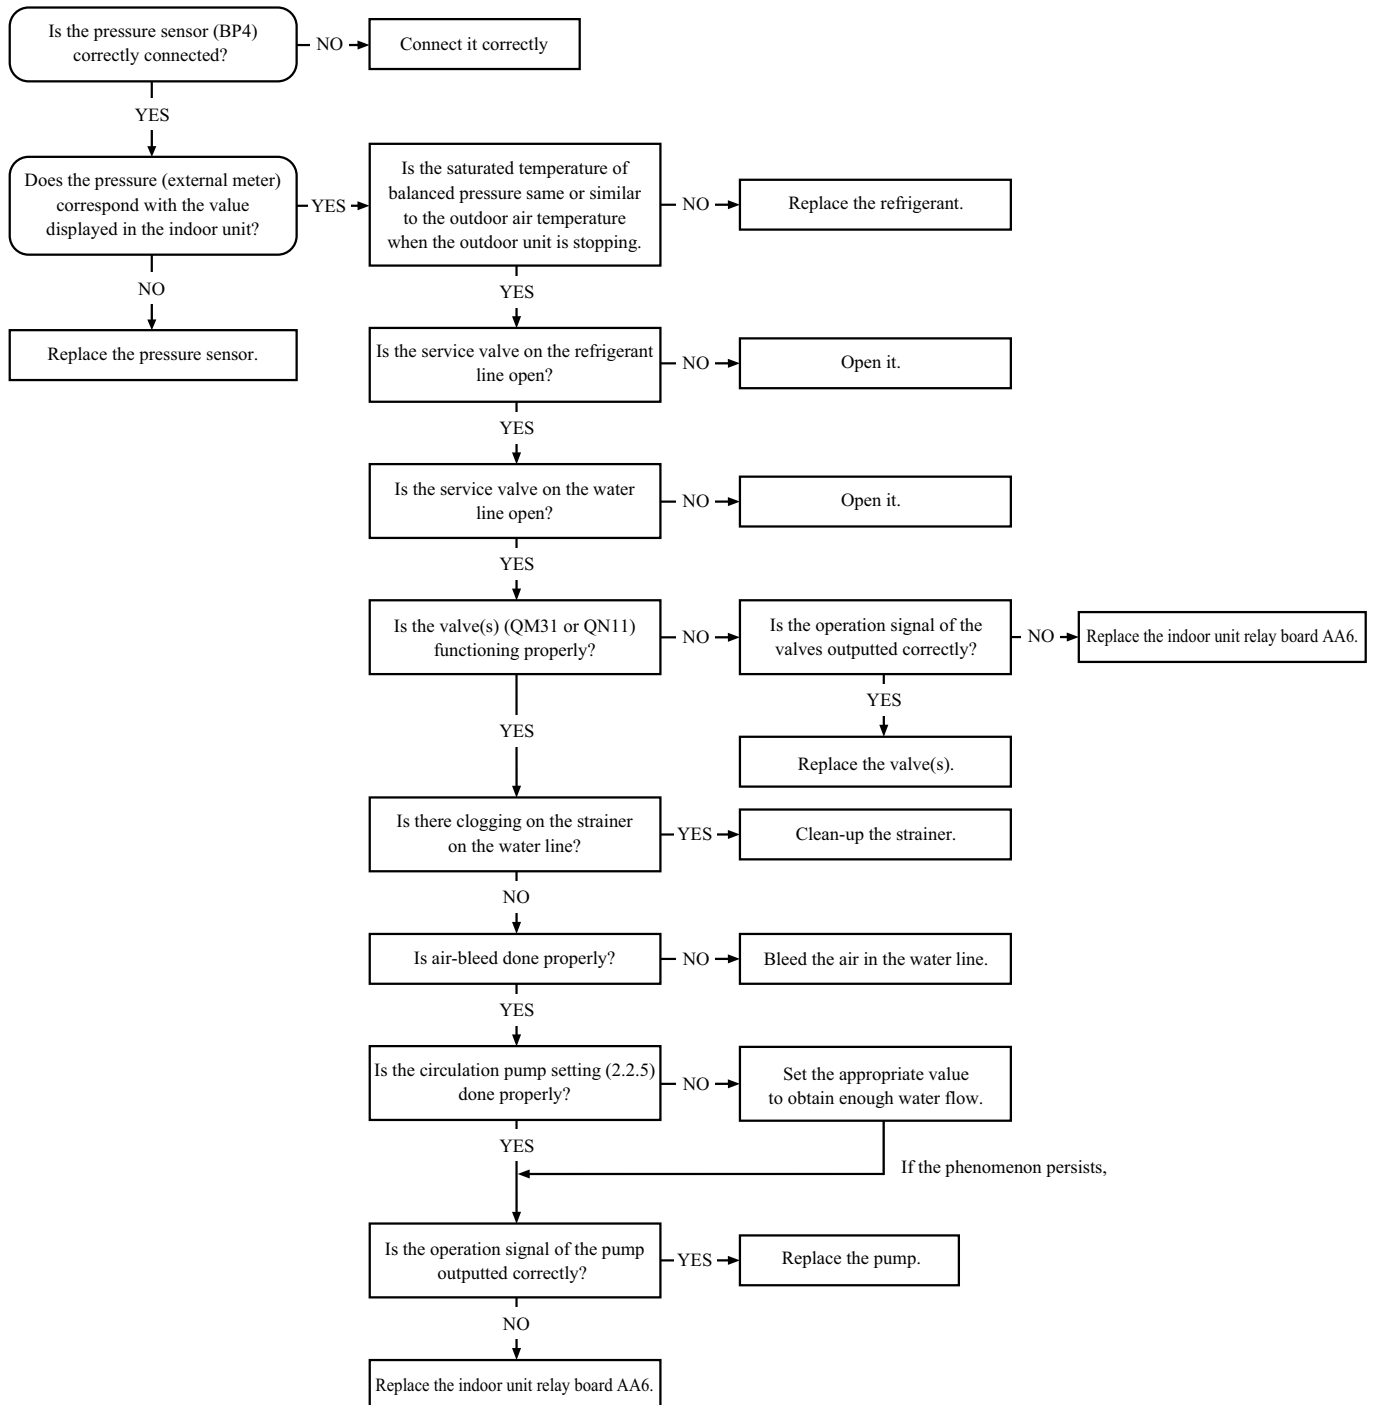 Is the pressure sensor (BP4)
correctly connected?
NO
Connect it correctly
YES
Does the pressure (external meter)
correspond with the value
displayed in the indoor unit?
YES
Is the saturated temperature of
balanced pressure same or similar
to the outdoor air temperature
when the outdoor unit is stopping.
NO
Replace the refrigerant.
NO
Replace the pressure sensor.
YES
Is the service valve on the refrigerant
line open?
NO
Open it.
YES
Is the service valve on the water
line open?
NO
Open it.
YES
Is the valve(s) (QM31 or QN11)
functioning properly?
NO
Is the operation signal of the
valves outputted correctly?
NO
Replace the indoor unit relay board AA6.
YES
Replace the valve(s).
YES
Is there clogging on the strainer
on the water line?
YES
Clean-up the strainer.
NO
Is air-bleed done properly?
NO
Bleed the air in the water line.
YES
Is the circulation pump setting (2.2.5)
done properly?
NO
Set the appropriate value
to obtain enough water flow.
YES
If the phenomenon persists,
Is the operation signal of the pump
outputted correctly?
YES
Replace the pump.
NO
Replace the indoor unit relay board AA6.